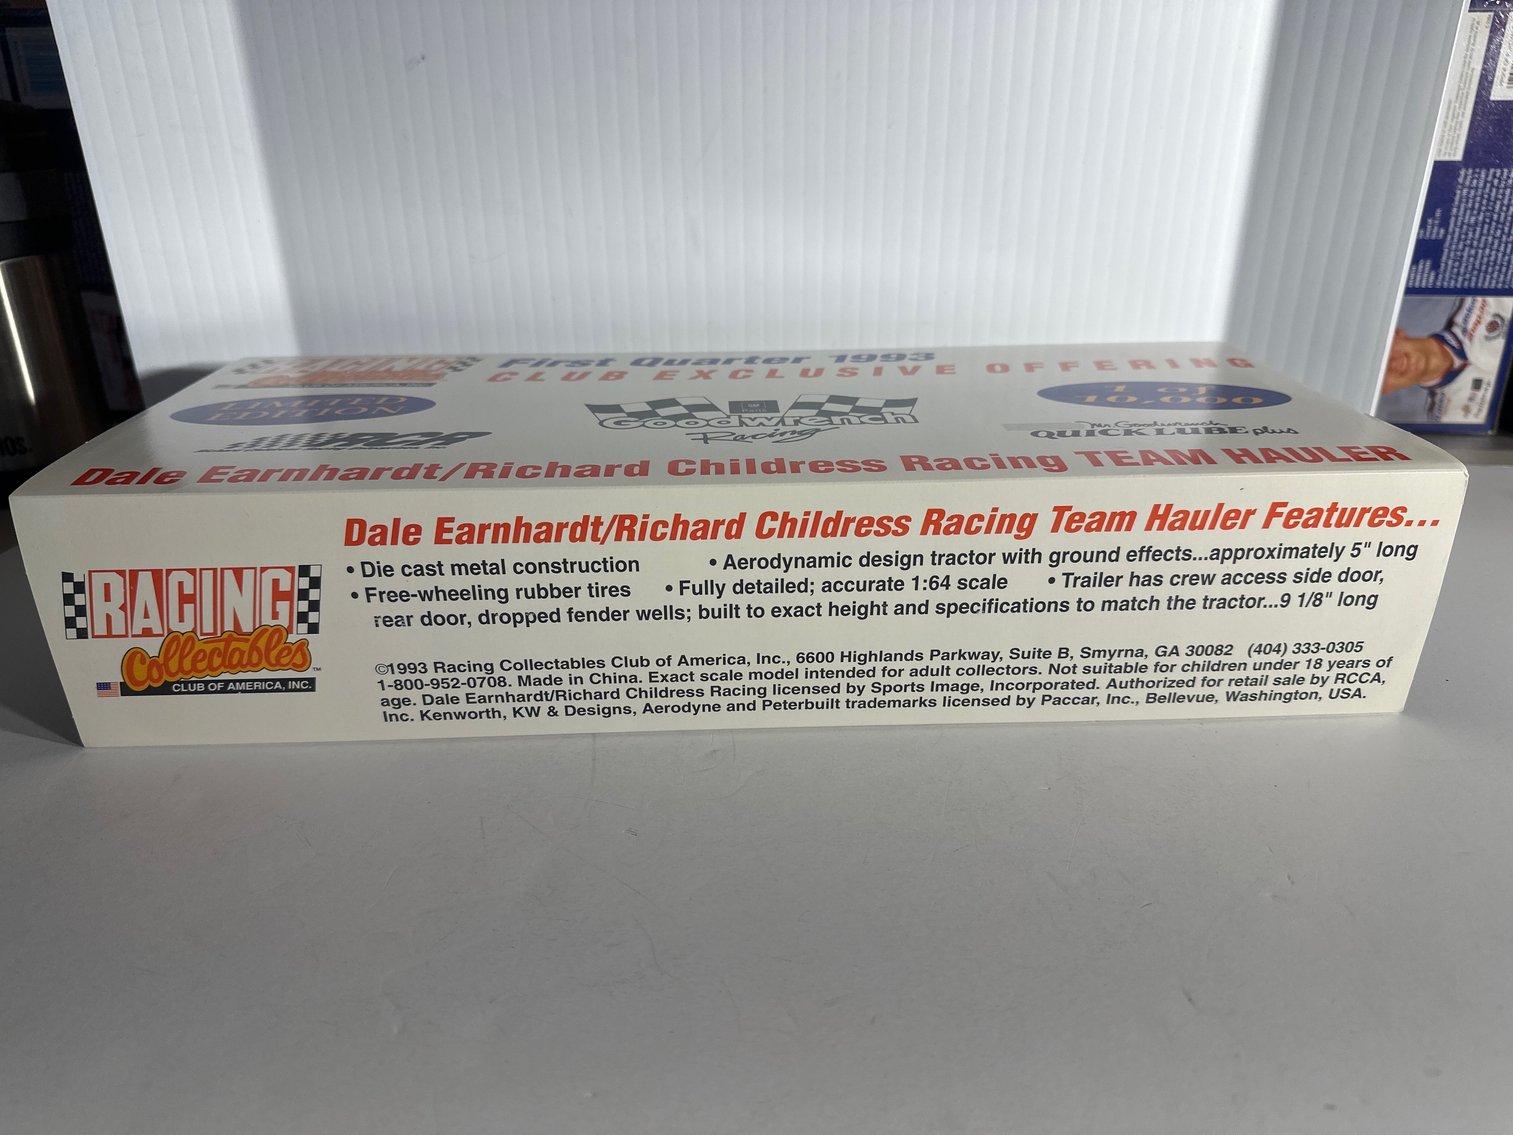 RACING
First Quarter 1993
CLUB EXCLUSIVE OFFERING
LIMITED
EDITION
1 of
10,000
GM
Parts
Goodwrench
Racing
RCR
Mr. Goodwrench
QUICK LUBE plus
Dale Earnhardt/Richard Childress Racing TEAM HAULER
Dale Earnhardt/Richard Childress Racing Team Hauler Features...
• Die cast metal construction • Aerodynamic design tractor with ground effects...approximately 5" long
• Free-wheeling rubber tires • Fully detailed; accurate 1:64 scale • Trailer has crew access side door,
rear door, dropped fender wells; built to exact height and specifications to match the tractor...9 1/8" long
RACING
Collectables™
CLUB OF AMERICA, INC.
©1993 Racing Collectables Club of America, Inc., 6600 Highlands Parkway, Suite B, Smyrna, GA 30082 (404) 333-0305
1-800-952-0708. Made in China. Exact scale model intended for adult collectors. Not suitable for children under 18 years of
age. Dale Earnhardt/Richard Childress Racing licensed by Sports Image, Incorporated. Authorized for retail sale by RCCA,
Inc. Kenworth, KW & Designs, Aerodyne and Peterbuilt trademarks licensed by Paccar, Inc., Bellevue, Washington, USA.